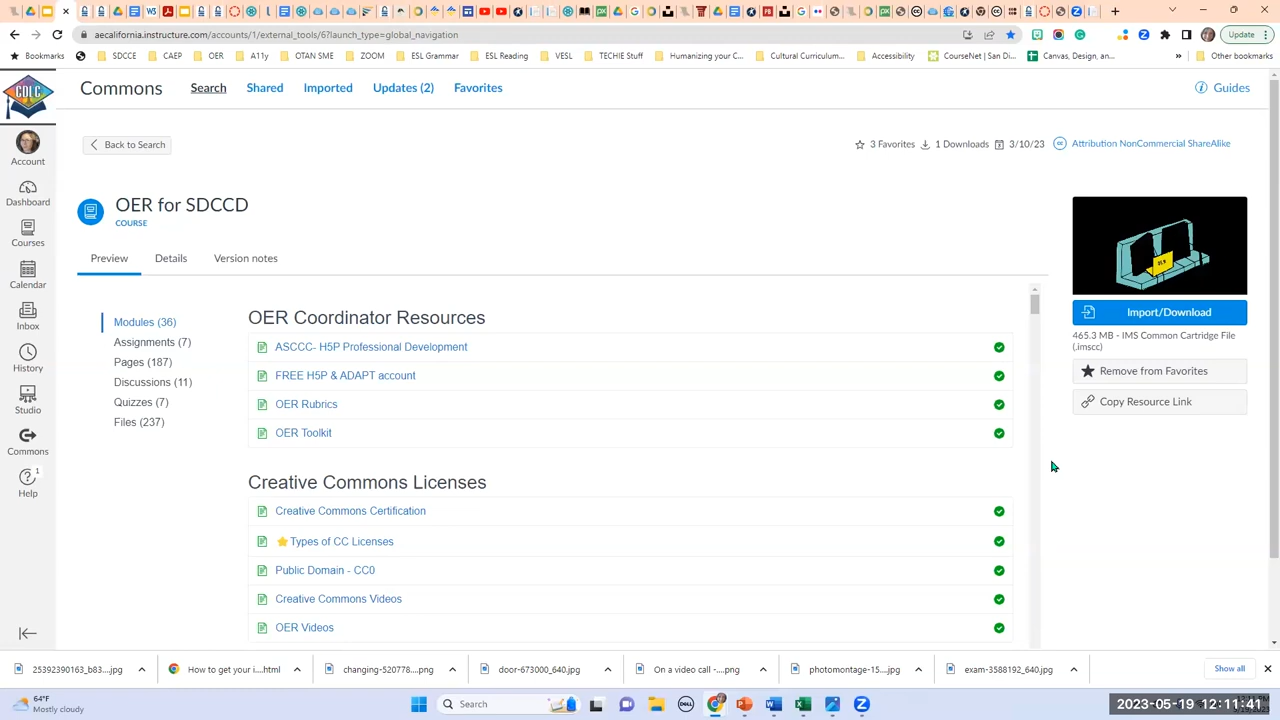 Update
aecalifornia.instructure.com/accounts/1/external_tools/6?launch_type=global_navigation
Bookmarks
SDCCE
CAEP
OER
A11y
OTAN SME
ZOOM
ESL Grammar
ESL Reading
VESL
TECHIE Stuff
Humanizing your C...
Cultural Curriculum...
Accessibility
CourseNet | San Di...
Canvas, Design, an...
»
Other bookmarks
COLC
Commons
Search
Shared
Imported
Updates (2)
Favorites
Guides
Account
Dashboard
Courses
Calendar
Inbox
History
Studio
Commons
1
Help
Back to Search
3 Favorites
1 Downloads
3/10/23
Attribution NonCommercial ShareAlike
OER for SDCCD
COURSE
Preview
Details
Version notes
Modules (36)
Assignments (7)
Pages (187)
Discussions (11)
Quizzes (7)
Files (237)
OER Coordinator Resources
ASCCC- H5P Professional Development
FREE H5P & ADAPT account
OER Rubrics
OER Toolkit
Creative Commons Licenses
Creative Commons Certification
Types of CC Licenses
Public Domain - CC0
Creative Commons Videos
OER Videos
Import/Download
465.3 MB - IMS Common Cartridge File
(.imscc)
Remove from Favorites
Copy Resource Link
25392390163_b83....jpg
How to get your i....html
changing-520778....png
door-673000_640.jpg
On a video call -....png
photomontage-15....jpg
exam-3588192_640.jpg
Show all
64°F
Mostly cloudy
Search
DELL
2023-05-19 12:11:41